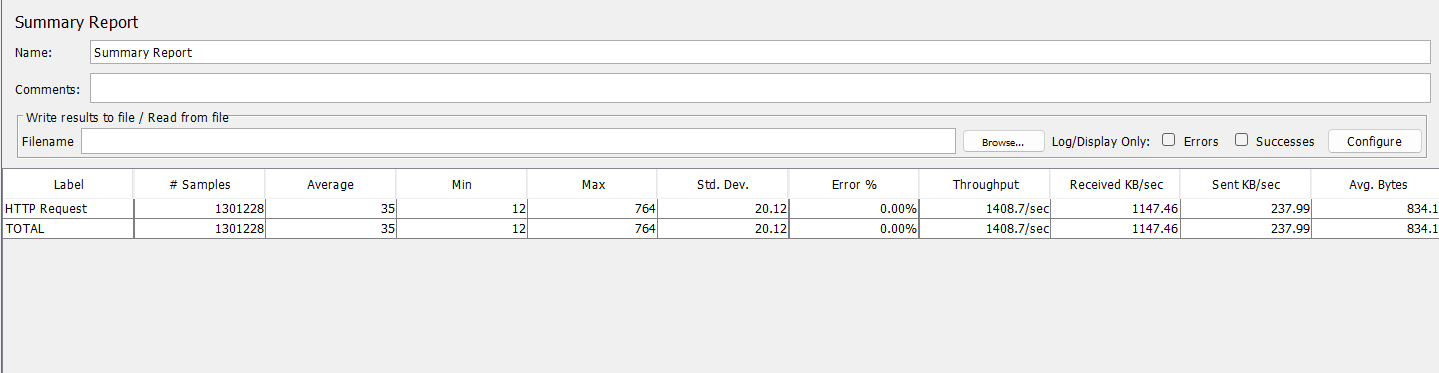 Summary Report
Name: Summary Report
Comments:
Write results to file / Read from file
Filename Browse... Log/Display Only: Errors Successes Configure
Label # Samples Average Min Max Std. Dev. Error % Throughput Received KB/sec Sent KB/sec Avg. Bytes
HTTP Request 1301228 35 12 764 20.12 0.00% 1408.7/sec 1147.46 237.99 834.1
TOTAL 1301228 35 12 764 20.12 0.00% 1408.7/sec 1147.46 237.99 834.1